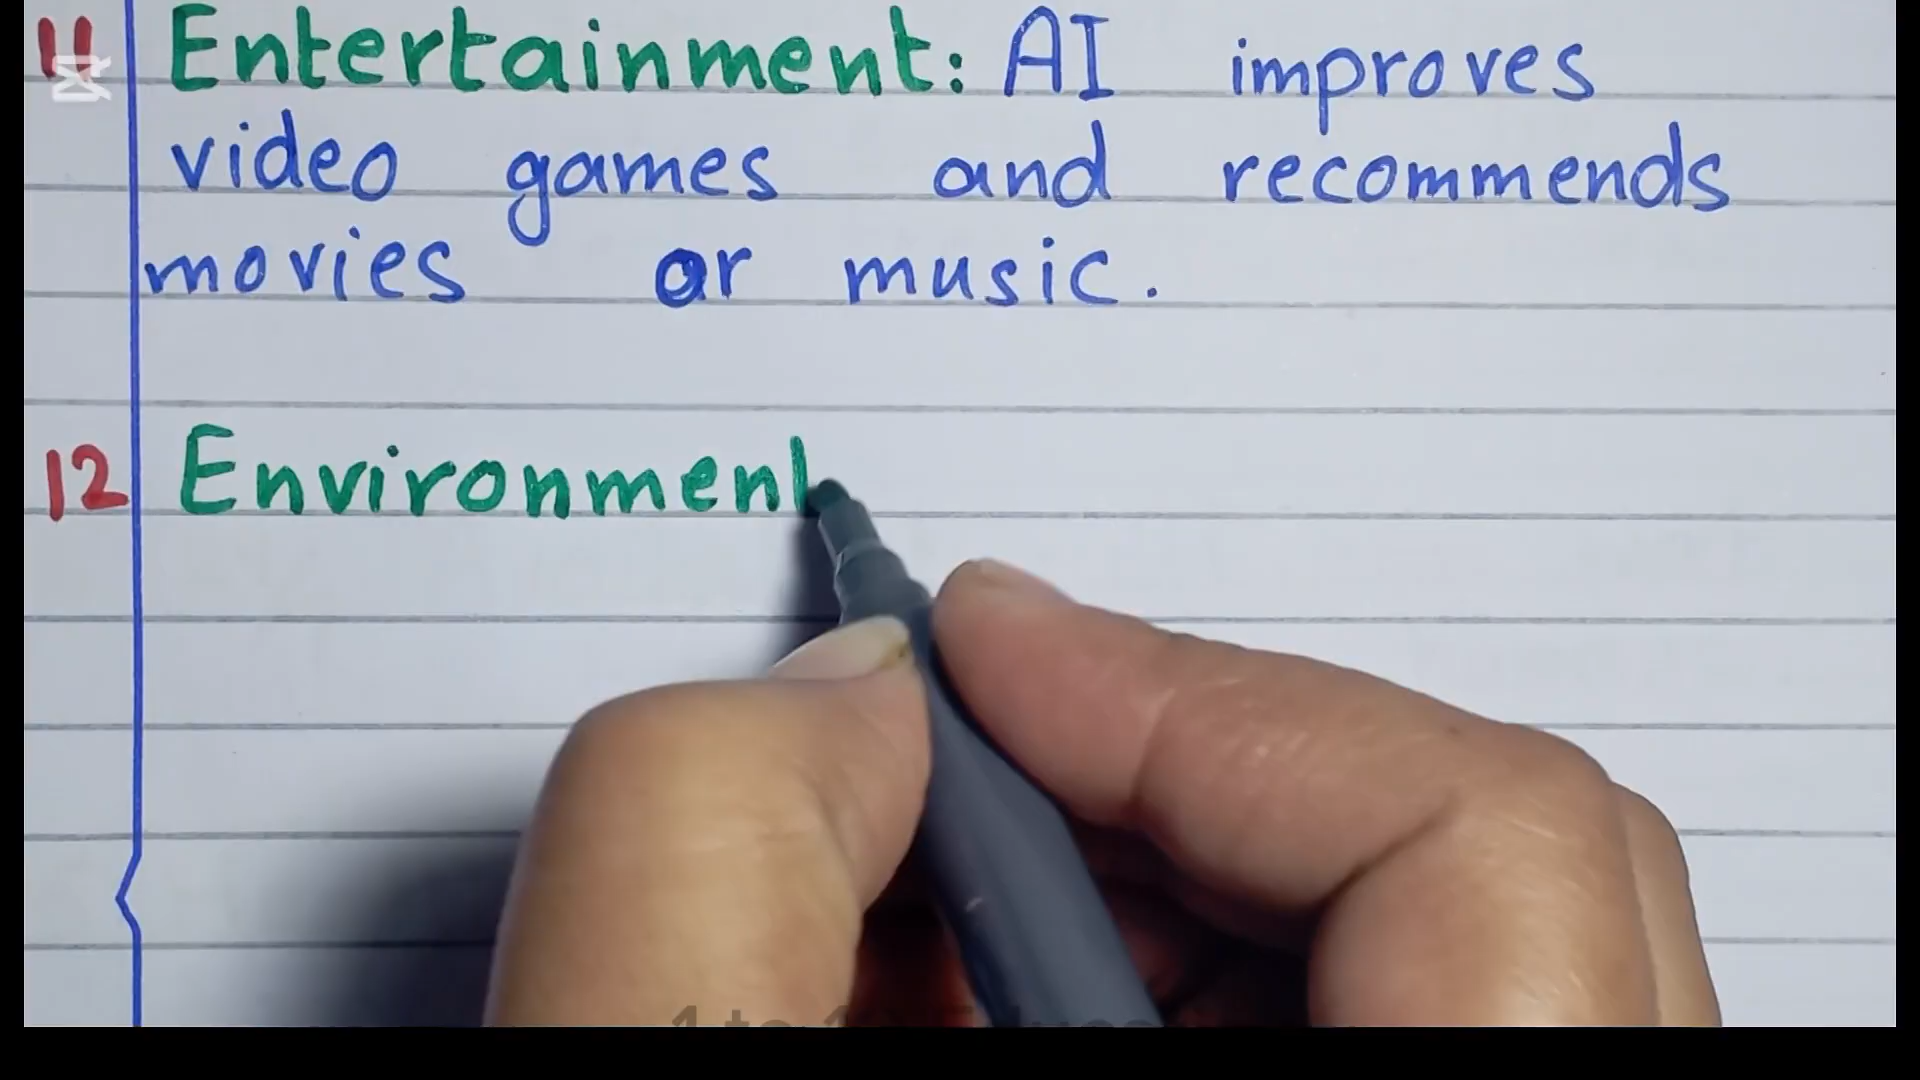 11 Entertainment: AI improves
video games and recommends
movies or music.
12 Environment